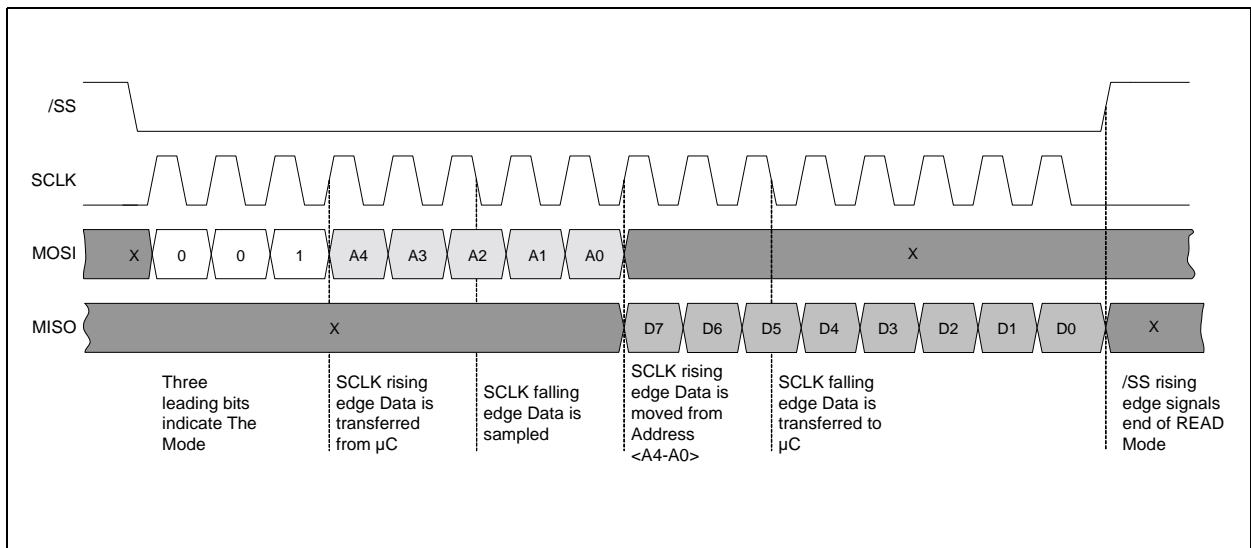 /SS
SCLK
MOSI X 0 0 1 A4 A3 A2 A1 A0 X
MISO X D7 D6 D5 D4 D3 D2 D1 D0 X
Three
leading bits
indicate The
Mode
SCLK rising
edge Data is
transferred
from µC
SCLK falling
edge Data is
sampled
SCLK rising
edge Data is
moved from
Address
<A4-A0>
SCLK falling
edge Data is
transferred to
µC
/SS rising
edge signals
end of READ
Mode